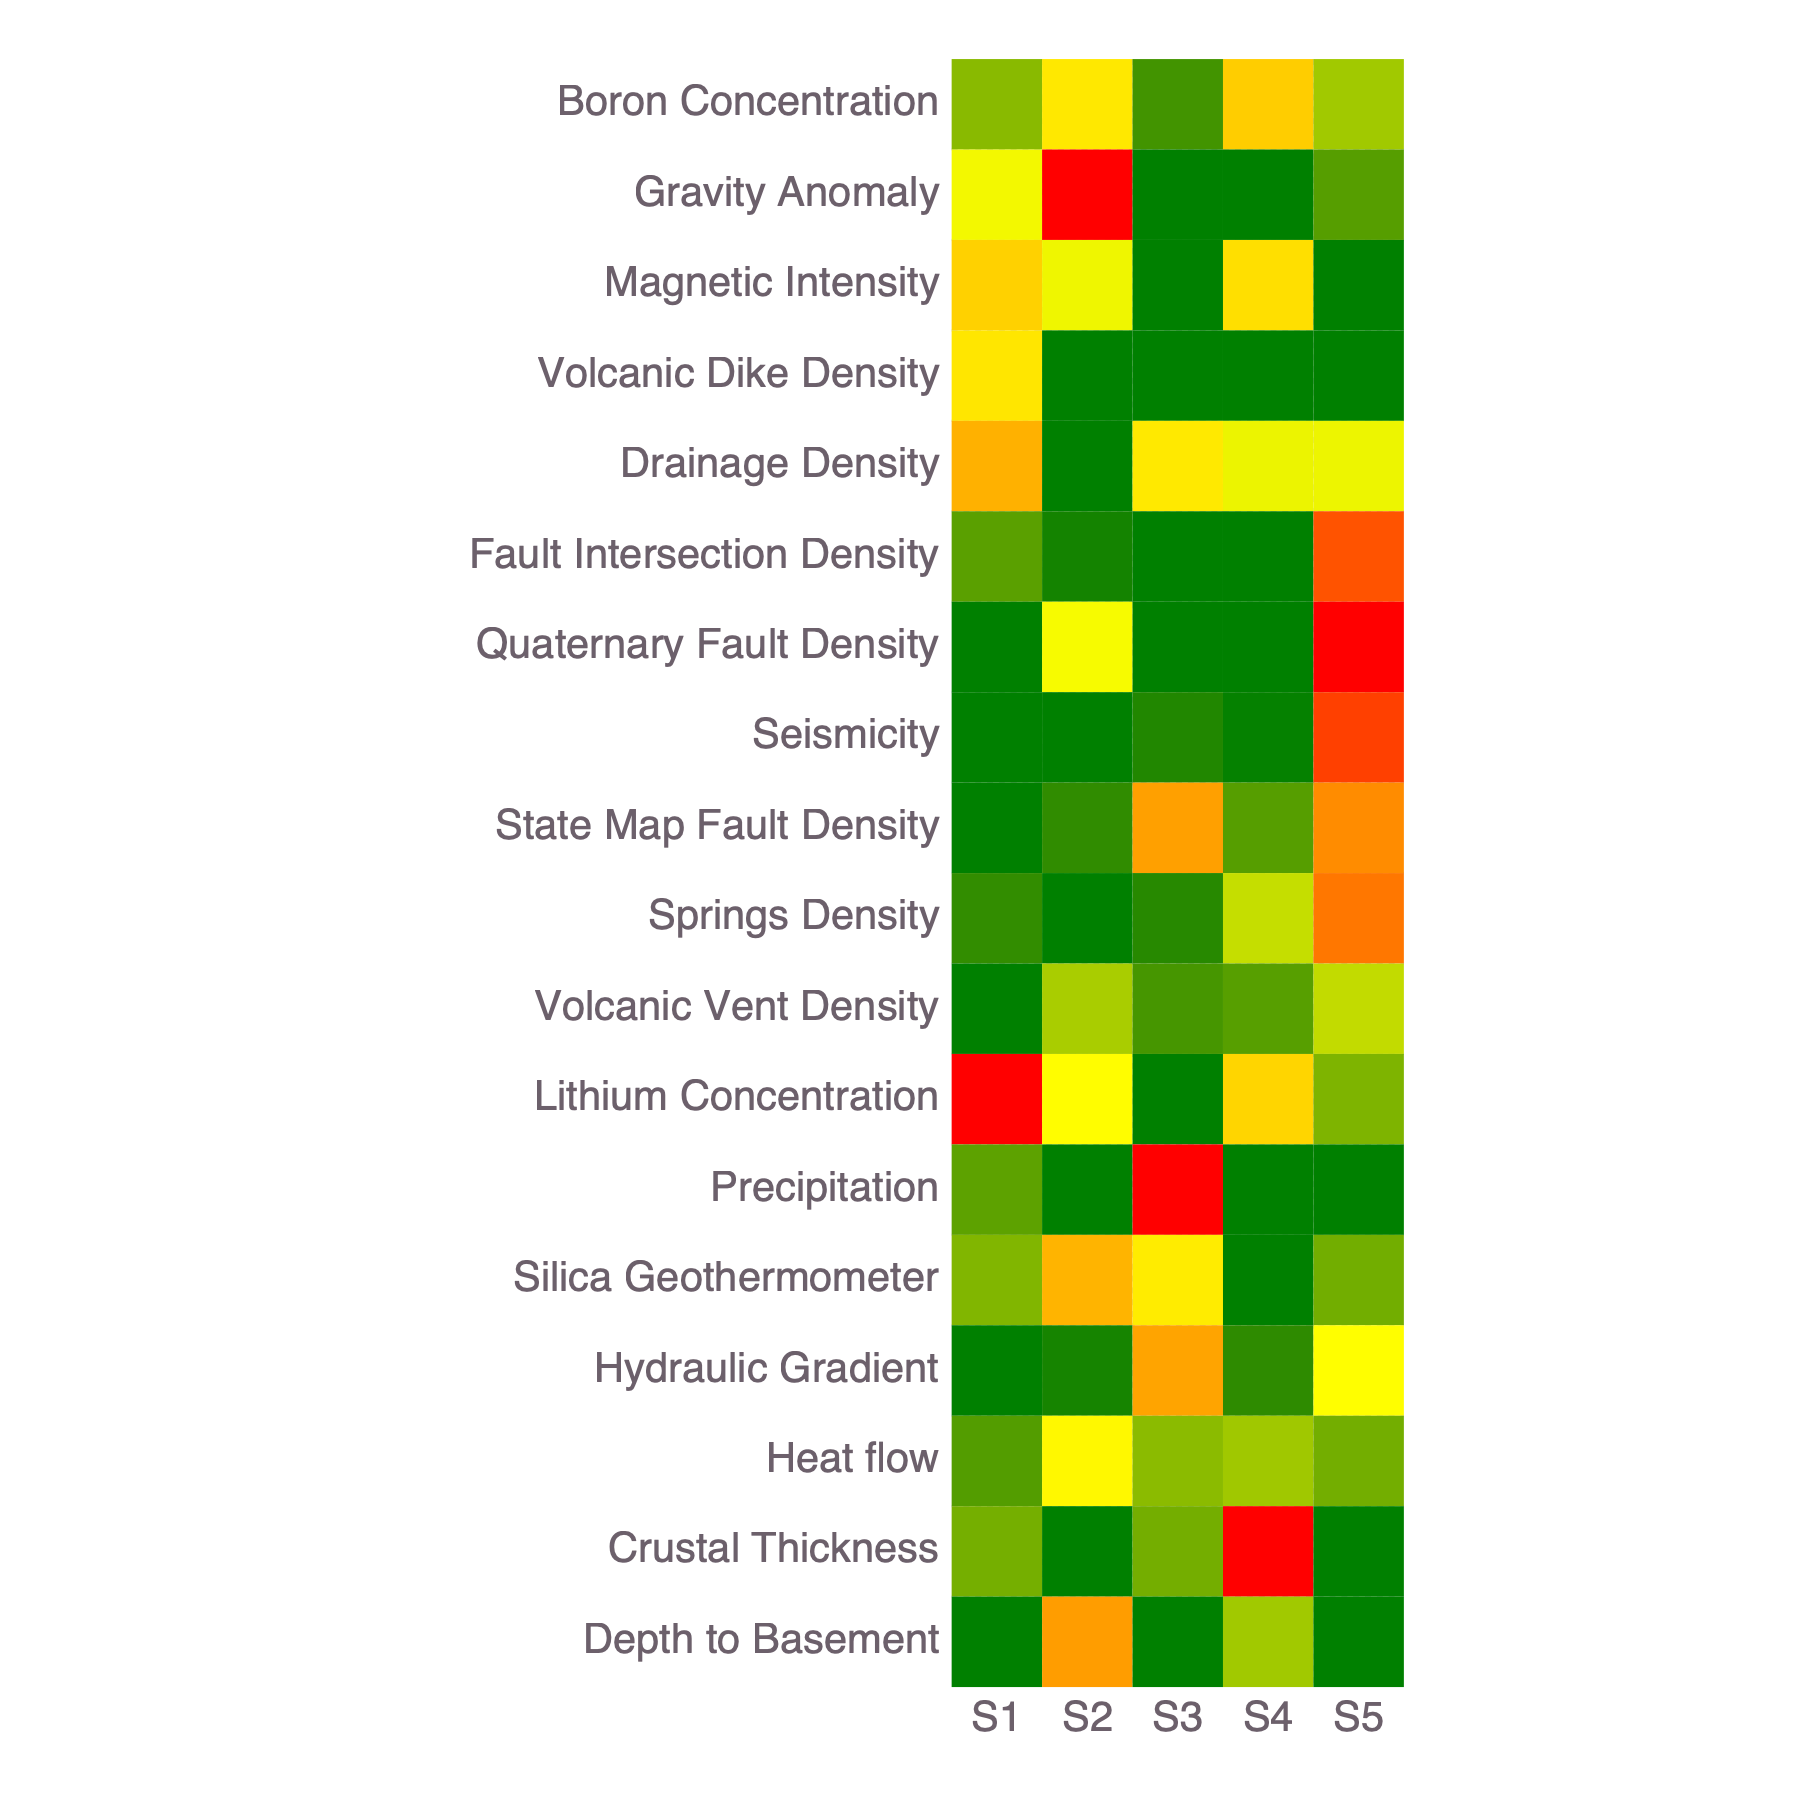 Boron Concentration
Gravity Anomaly
Magnetic Intensity
Volcanic Dike Density
Drainage Density
Fault Intersection Density
Quaternary Fault Density
Seismicity
State Map Fault Density
Springs Density
Volcanic Vent Density
Lithium Concentration
Precipitation
Silica Geothermometer
Hydraulic Gradient
Heat flow
Crustal Thickness
Depth to Basement
S1 S2 S3 S4 S5